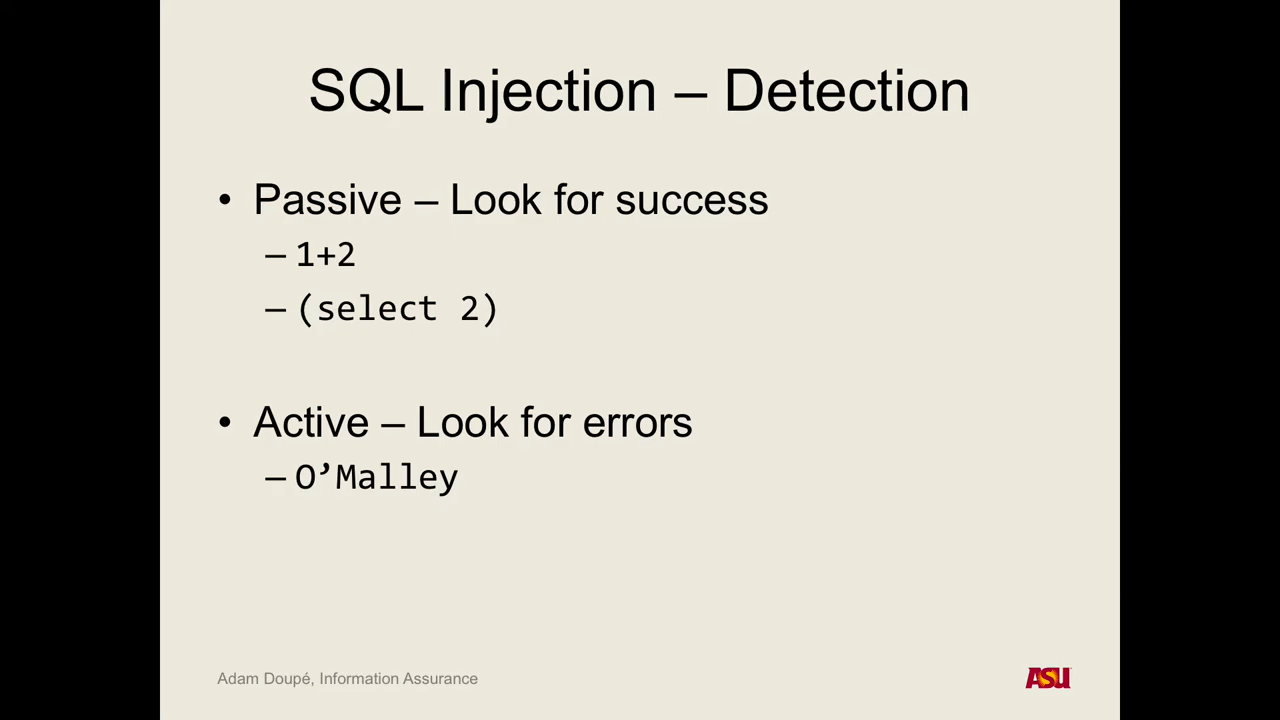 SQL Injection – Detection
• Passive – Look for success
– 1+2
– (select 2)
• Active – Look for errors
– O’Malley
Adam Doupé, Information Assurance
ASU